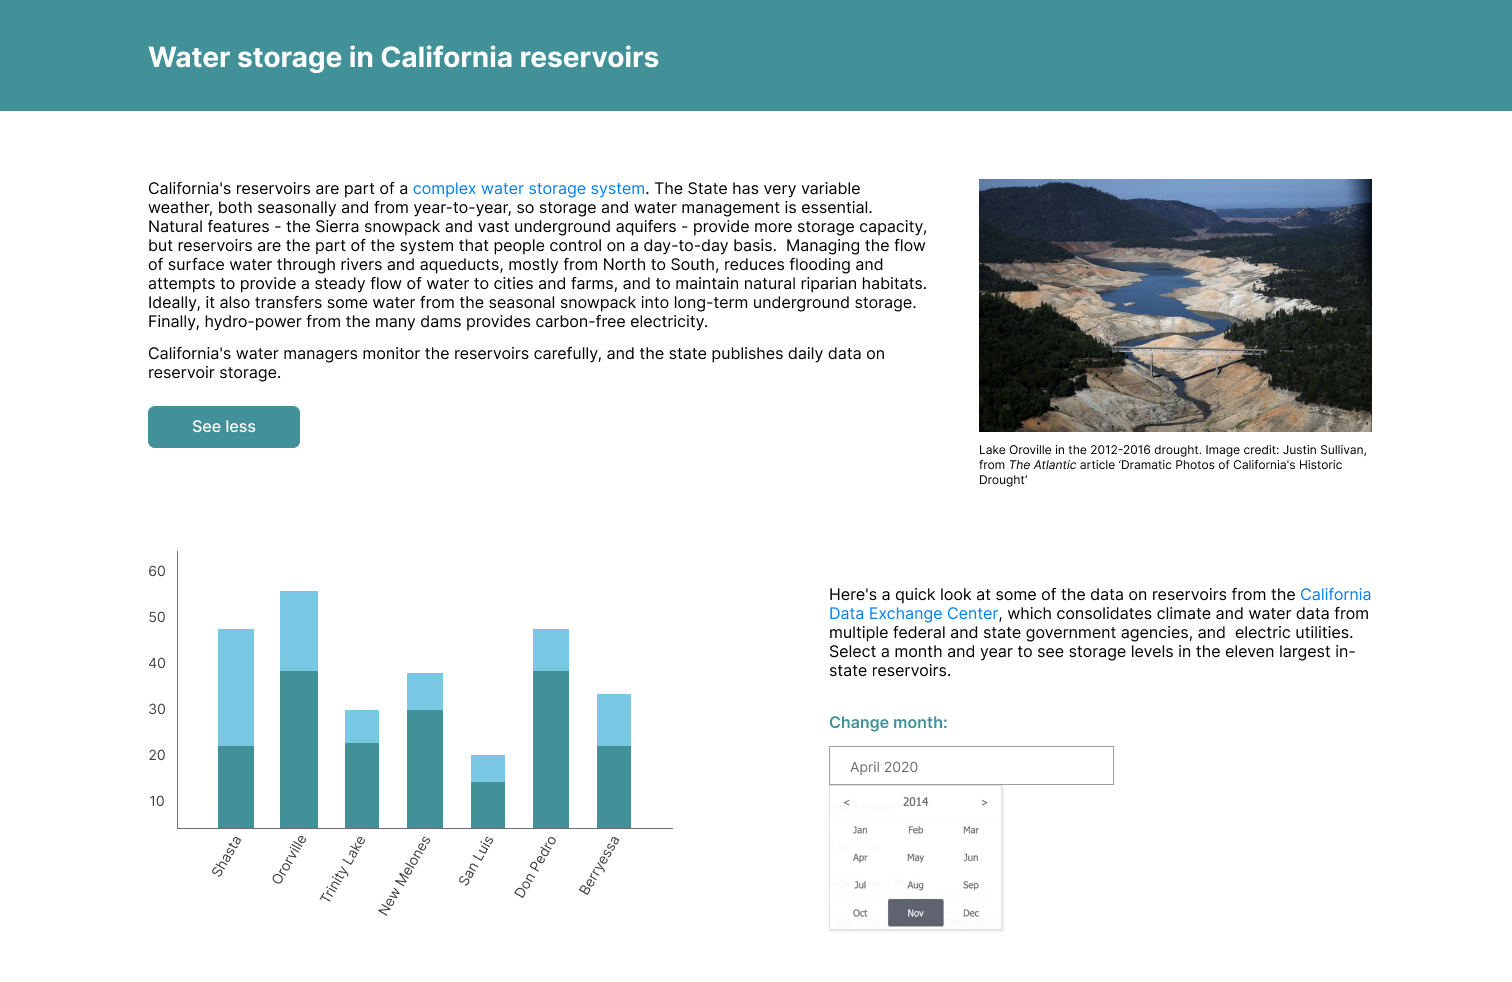 Water storage in California reservoirs
California's reservoirs are part of a complex water storage system. The State has very variable
weather, both seasonally and from year-to-year, so storage and water management is essential.
Natural features - the Sierra snowpack and vast underground aquifers - provide more storage capacity,
but reservoirs are the part of the system that people control on a day-to-day basis.  Managing the flow
of surface water through rivers and aqueducts, mostly from North to South, reduces flooding and
attempts to provide a steady flow of water to cities and farms, and to maintain natural riparian habitats.
Ideally, it also transfers some water from the seasonal snowpack into long-term underground storage.
Finally, hydro-power from the many dams provides carbon-free electricity.
California's water managers monitor the reservoirs carefully, and the state publishes daily data on
reservoir storage.
See less
Lake Oroville in the 2012-2016 drought. Image credit: Justin Sullivan,
from The Atlantic article ‘Dramatic Photos of California's Historic
Drought’
60
50
40
30
20
10
Shasta
Ororville
Trinity Lake
New Melones
San Luis
Don Pedro
Berryessa
Here's a quick look at some of the data on reservoirs from the California
Data Exchange Center, which consolidates climate and water data from
multiple federal and state government agencies, and  electric utilities.
Select a month and year to see storage levels in the eleven largest in-
state reservoirs.
Change month:
April 2020
< 2014 >
Jan Feb Mar
Apr May Jun
Jul Aug Sep
Oct Nov Dec